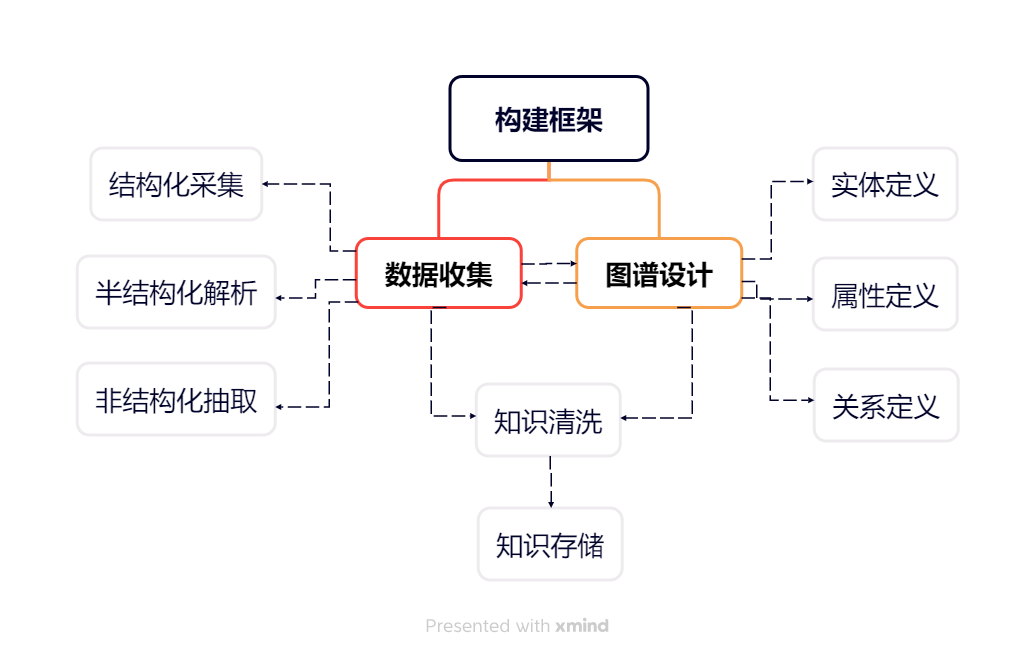 构建框架
结构化采集
实体定义
数据收集
图谱设计
半结构化解析
属性定义
非结构化抽取
关系定义
知识清洗
知识存储
Presented with xmind